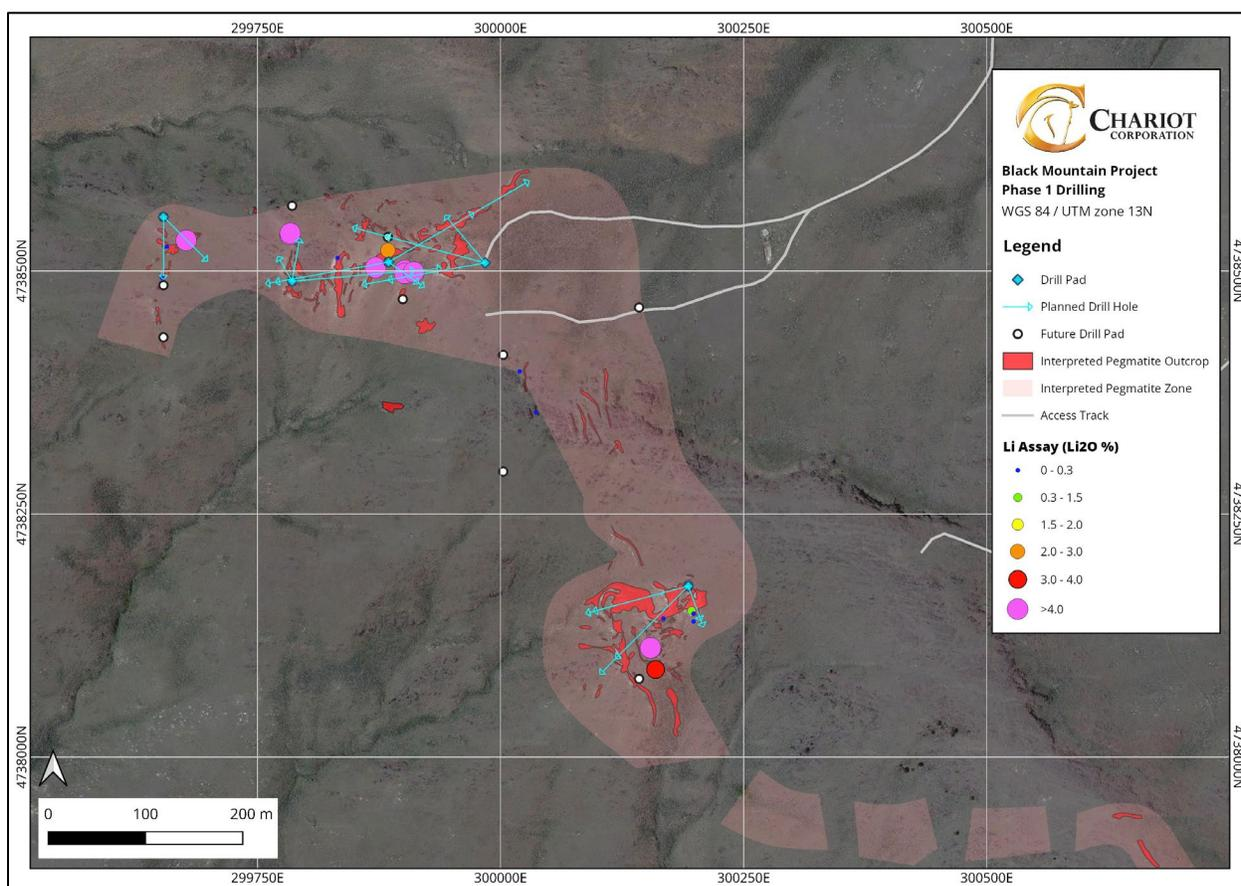 299750E 300000E 300250E 300500E
CHARIOT
CORPORATION
Black Mountain Project
Phase 1 Drilling
WGS 84 / UTM zone 13N
Legend
Drill Pad
Planned Drill Hole
Future Drill Pad
Interpreted Pegmatite Outcrop
Interpreted Pegmatite Zone
Access Track
Li Assay (Li2O %)
0 - 0.3
0.3 - 1.5
1.5 - 2.0
2.0 - 3.0
3.0 - 4.0
>4.0
4738500N 4738500N
4738250N 4738250N
4738000N 4738000N
0 100 200 m
299750E 300000E 300250E 300500E